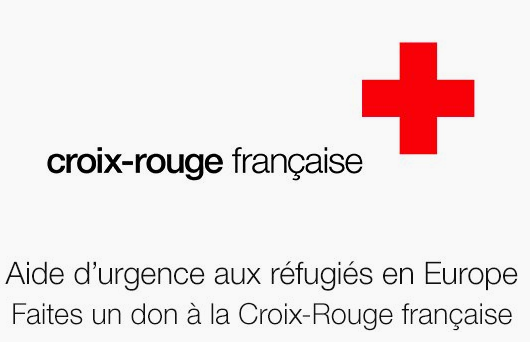 croix-rouge française
Aide d’urgence aux réfugiés en Europe
Faites un don à la Croix-Rouge française